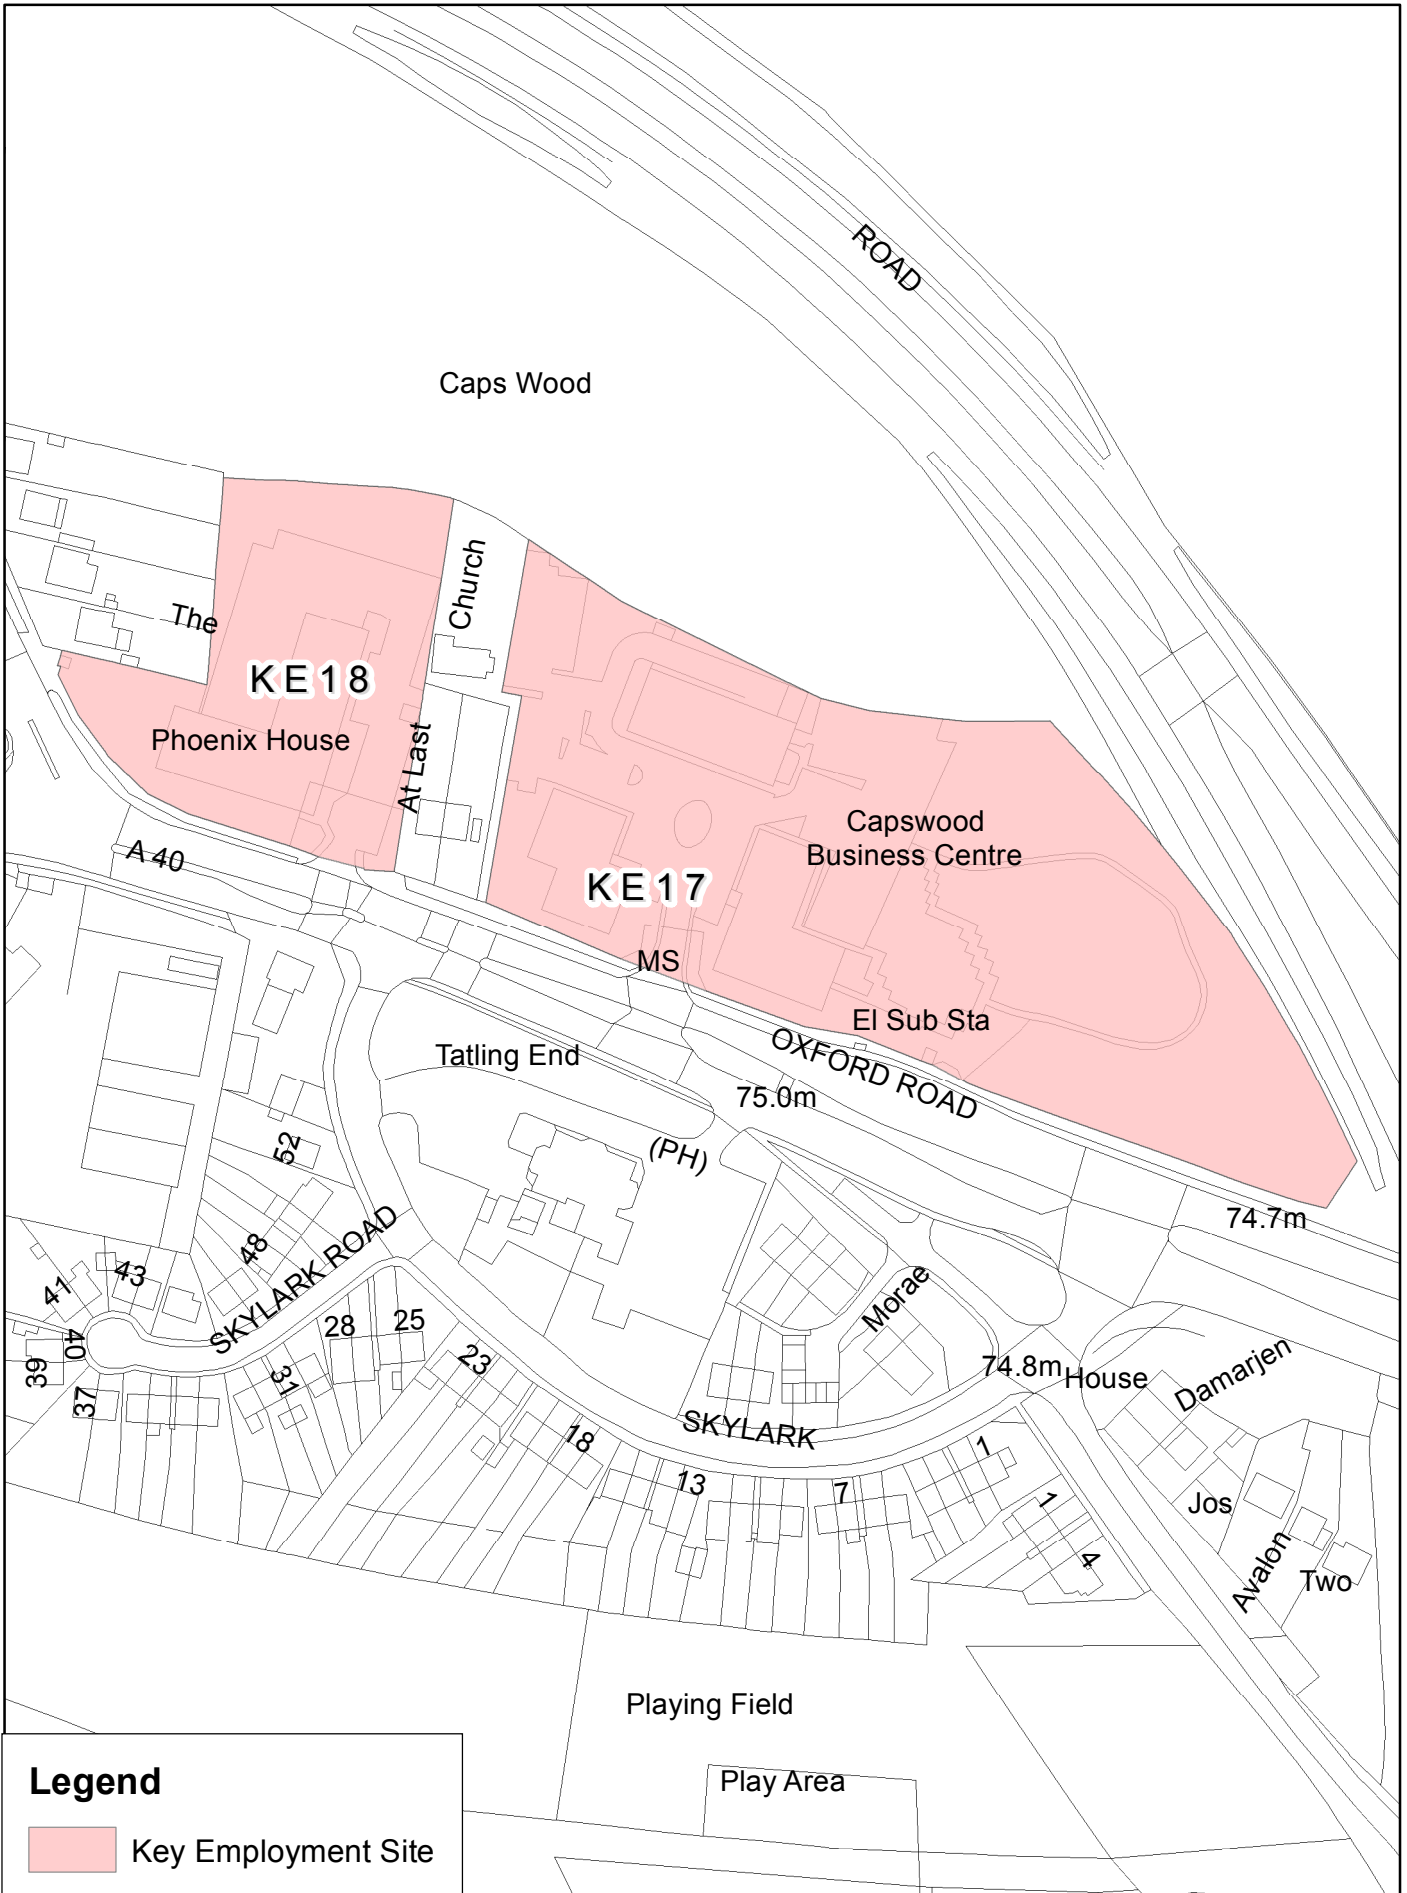 ROAD
Caps Wood
Church
The
KE18
Phoenix House
At Last
Capswood
Business Centre
A 40
KE17
MS
El Sub Sta
OXFORD ROAD
Tatling End
75.0m
(PH)
52
74.7m
48
SKYLARK ROAD
41
43
40
39
37
28
25
31
23
Morae
74.8m
House
Damarjen
SKYLARK
18
13
7
1
1
4
Jos
Avalon
Two
Playing Field
Play Area
Legend
Key Employment Site